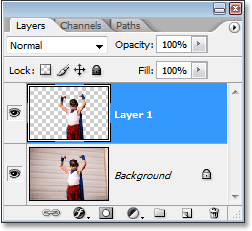 Layers Channels Paths
Normal Opacity: 100%
Lock: Fill: 100%
Layer 1
Background